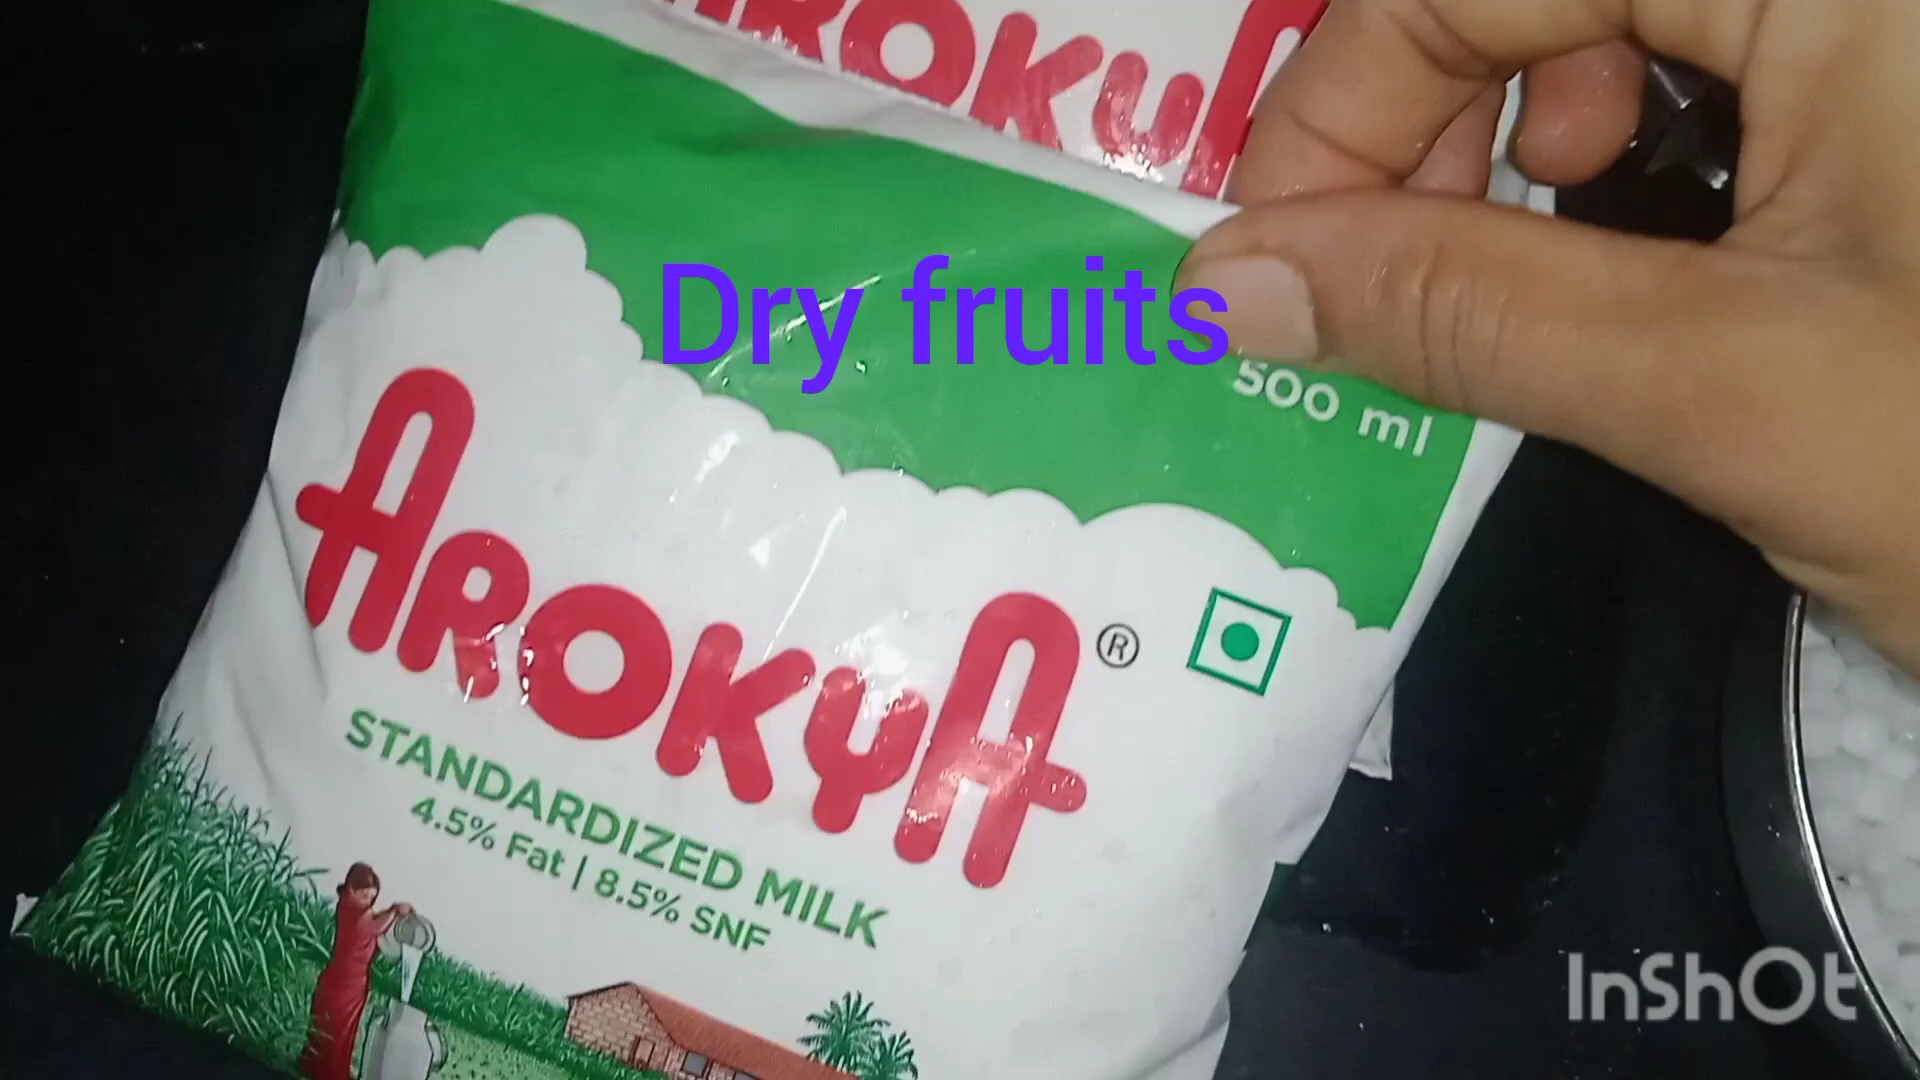 AROKYA
Dry fruits
500 ml
AROKYA ®
STANDARDIZED MILK
4.5% Fat | 8.5% SNF
InShOt